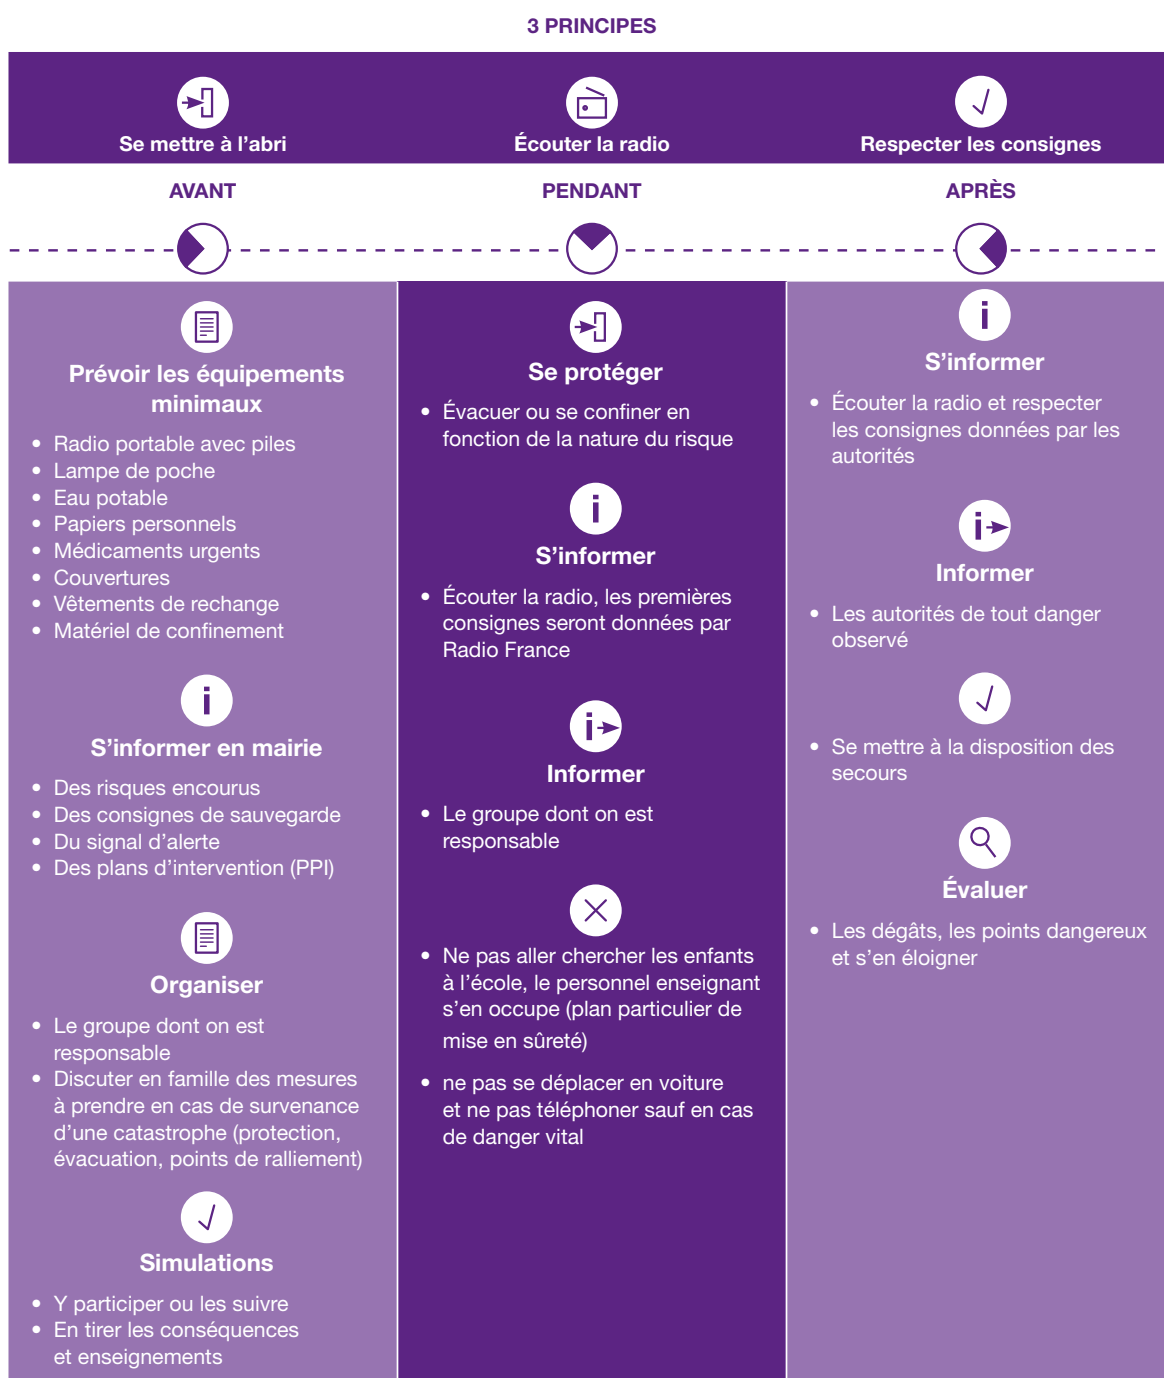 3 PRINCIPES
Se mettre à l’abri
Écouter la radio
Respecter les consignes
AVANT
PENDANT
APRÈS
Prévoir les équipements
minimaux
• Radio portable avec piles
• Lampe de poche
• Eau potable
• Papiers personnels
• Médicaments urgents
• Couvertures
• Vêtements de rechange
• Matériel de confinement
S’informer en mairie
• Des risques encourus
• Des consignes de sauvegarde
• Du signal d’alerte
• Des plans d’intervention (PPI)
Organiser
• Le groupe dont on est
responsable
• Discuter en famille des mesures
à prendre en cas de survenance
d’une catastrophe (protection,
évacuation, points de ralliement)
Simulations
• Y participer ou les suivre
• En tirer les conséquences
et enseignements
Se protéger
• Évacuer ou se confiner en
fonction de la nature du risque
S’informer
• Écouter la radio, les premières
consignes seront données par
Radio France
Informer
• Le groupe dont on est
responsable
• Ne pas aller chercher les enfants
à l’école, le personnel enseignant
s’en occupe (plan particulier de
mise en sûreté)
• ne pas se déplacer en voiture
et ne pas téléphoner sauf en cas
de danger vital
S’informer
• Écouter la radio et respecter
les consignes données par les
autorités
Informer
• Les autorités de tout danger
observé
• Se mettre à la disposition des
secours
Évaluer
• Les dégâts, les points dangereux
et s’en éloigner